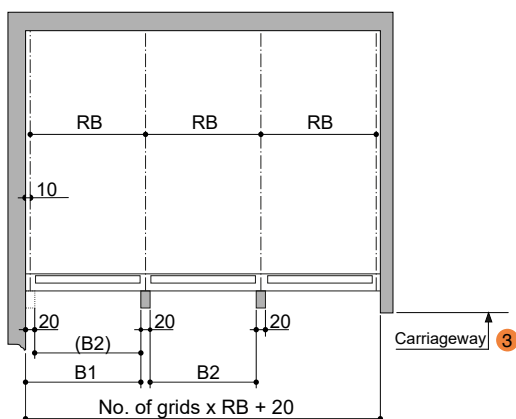 RB RB RB
10
20 20 20
(B2)
Carriageway 3
B1 B2
No. of grids x RB + 20